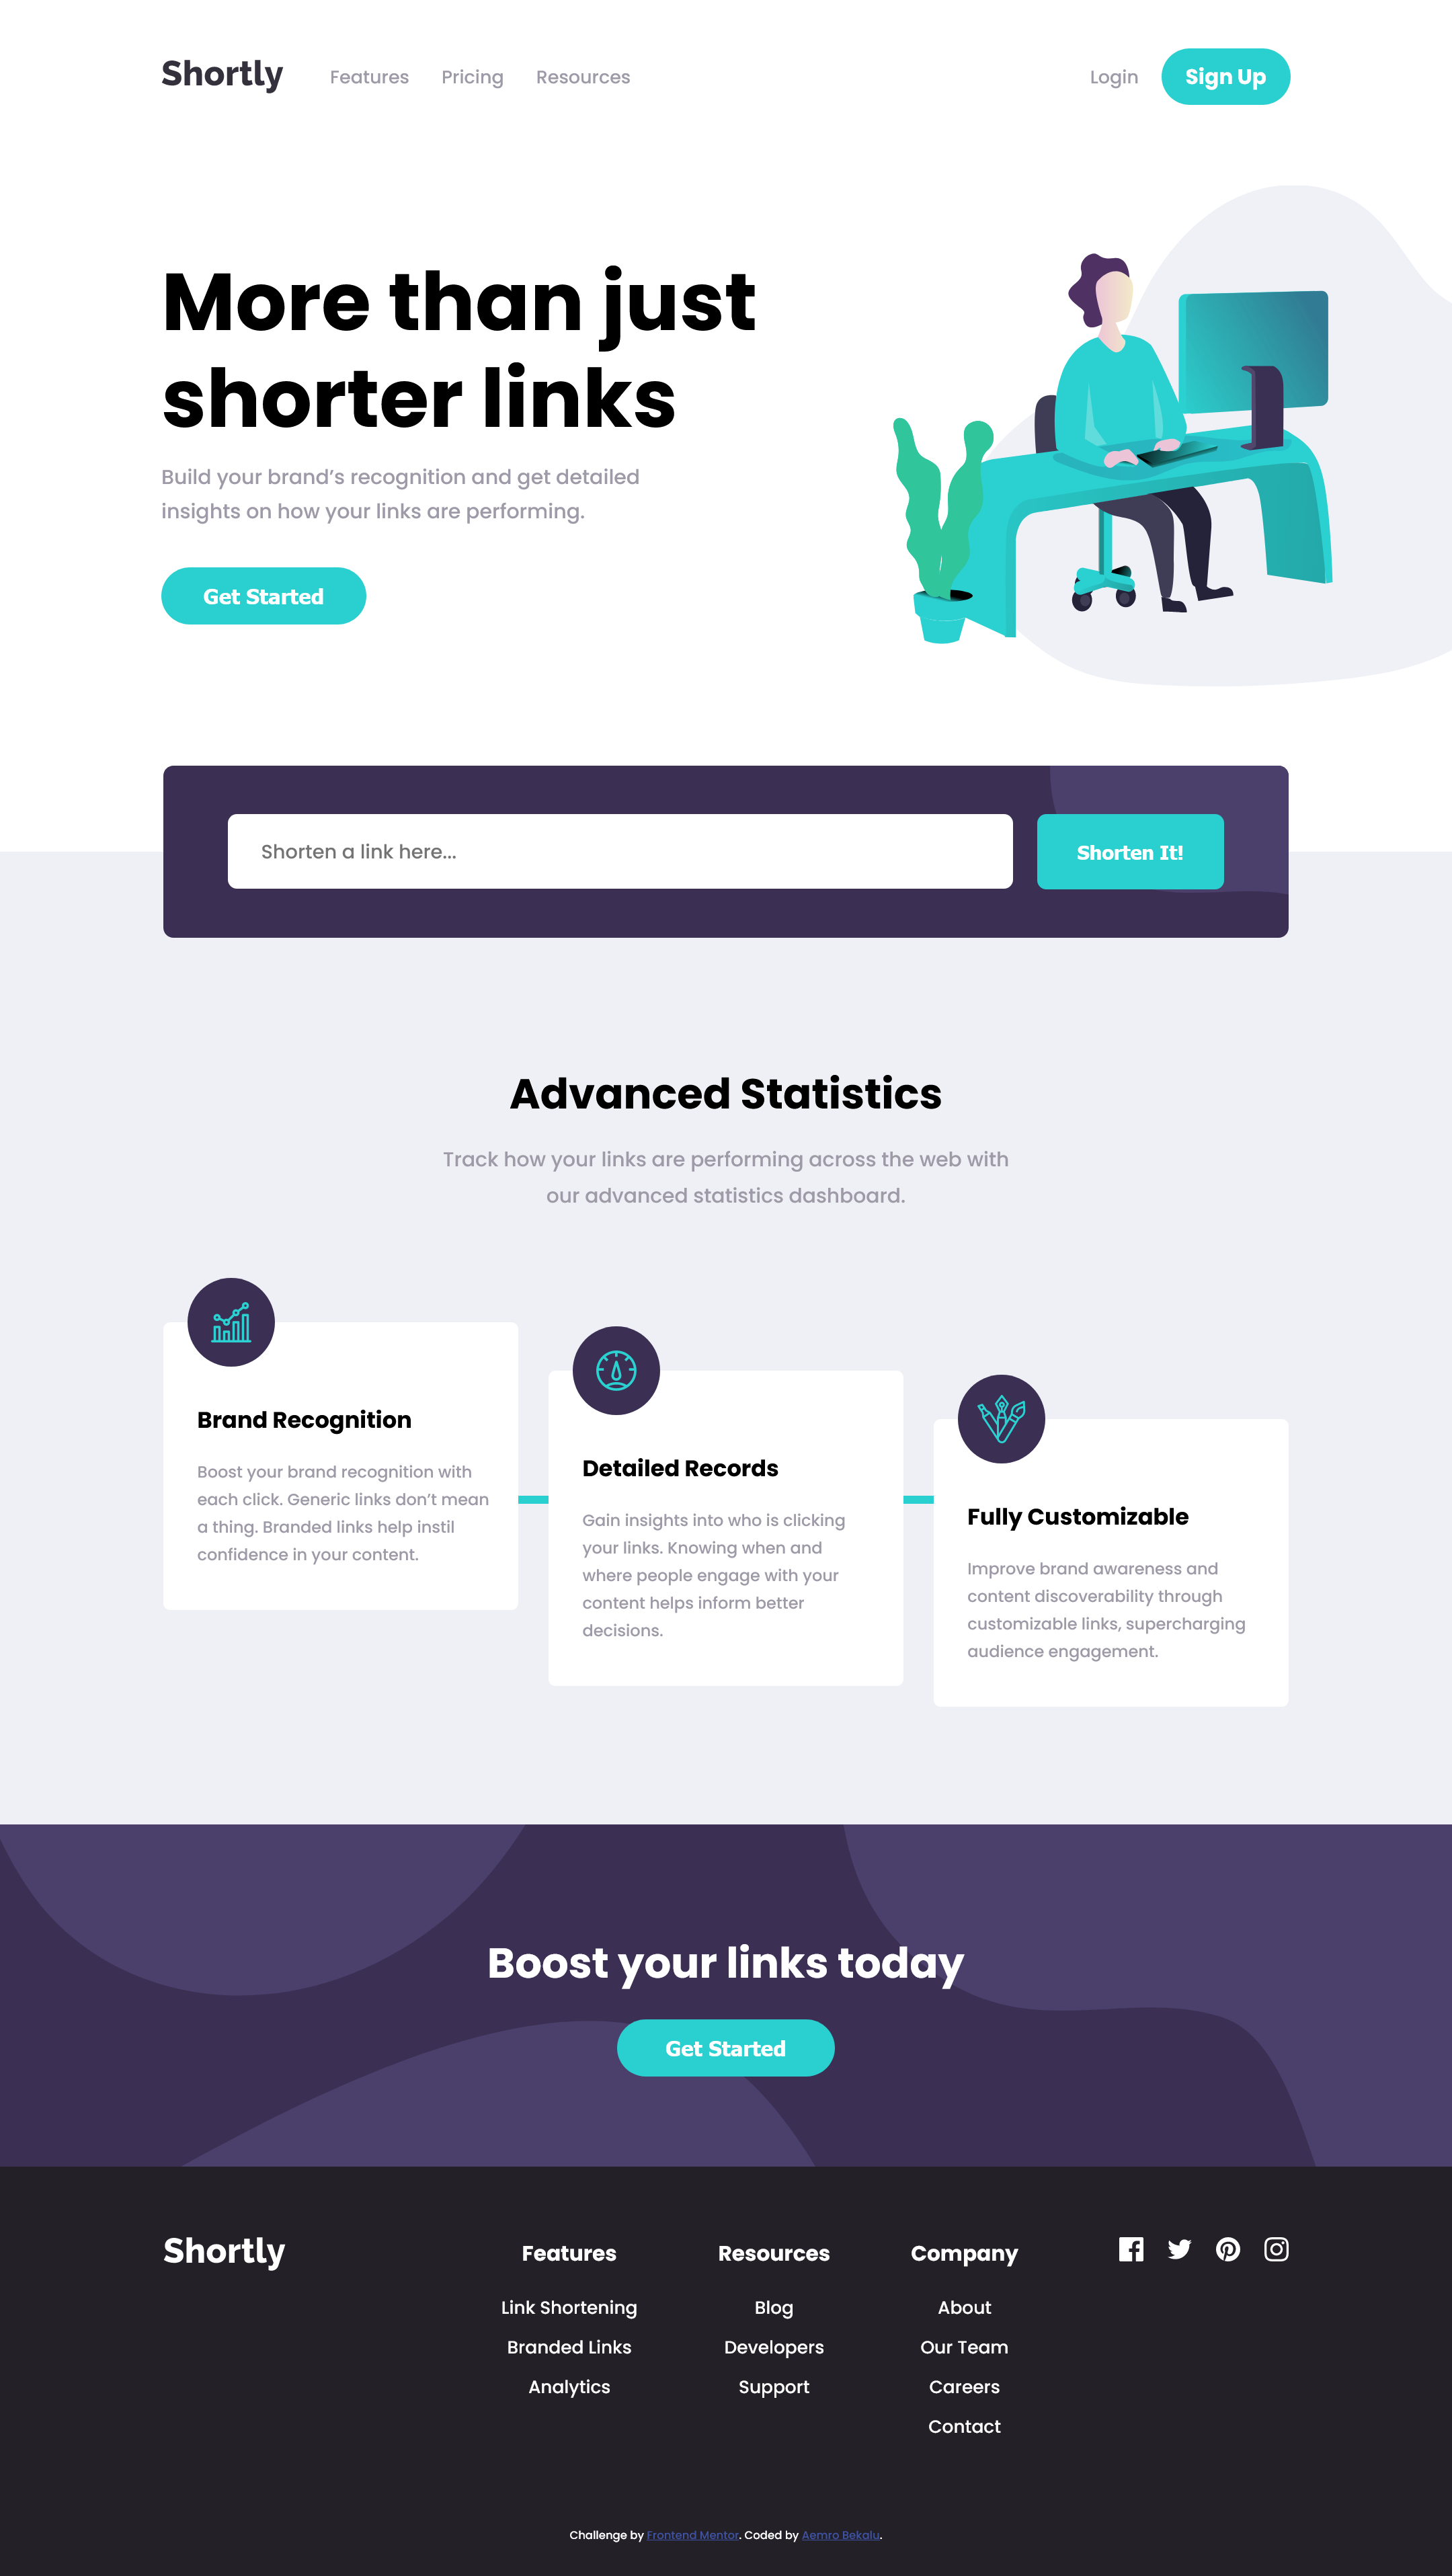 Shortly
Features
Pricing
Resources
Login
Sign Up
More than just
shorter links
Build your brand’s recognition and get detailed
insights on how your links are performing.
Get Started
Shorten a link here...
Shorten It!
Advanced Statistics
Track how your links are performing across the web with
our advanced statistics dashboard.
Brand Recognition
Boost your brand recognition with
each click. Generic links don’t mean
a thing. Branded links help instil
confidence in your content.
Detailed Records
Gain insights into who is clicking
your links. Knowing when and
where people engage with your
content helps inform better
decisions.
Fully Customizable
Improve brand awareness and
content discoverability through
customizable links, supercharging
audience engagement.
Boost your links today
Get Started
Shortly
Features
Link Shortening
Branded Links
Analytics
Resources
Blog
Developers
Support
Company
About
Our Team
Careers
Contact
Challenge by Frontend Mentor. Coded by Aemro Bekalu.